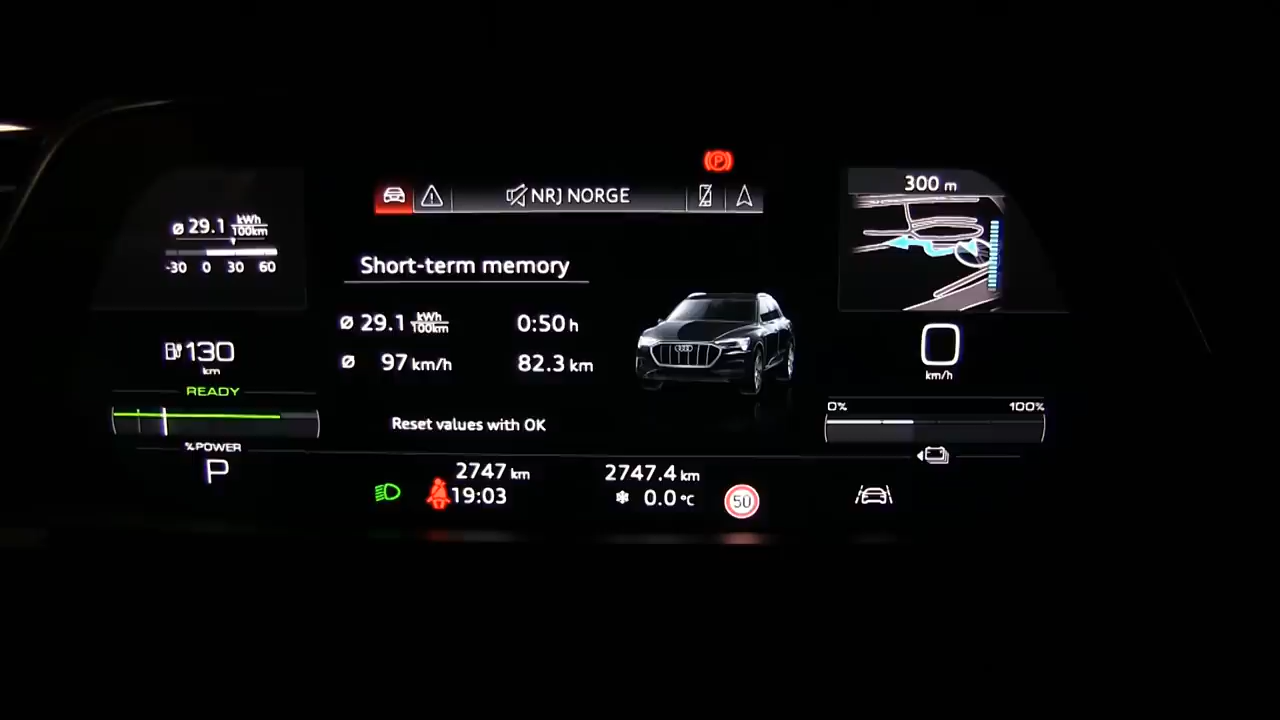 NRJ NORGE
300 m
ø 29.1 kWh/100km
-30 0 30 60
Short-term memory
ø 29.1 kWh/100km 0:50 h
ø 97 km/h 82.3 km
Reset values with OK
130
km
READY
%POWER
P
0
km/h
0% 100%
2747 km
19:03
2747.4 km
0.0 °C
50